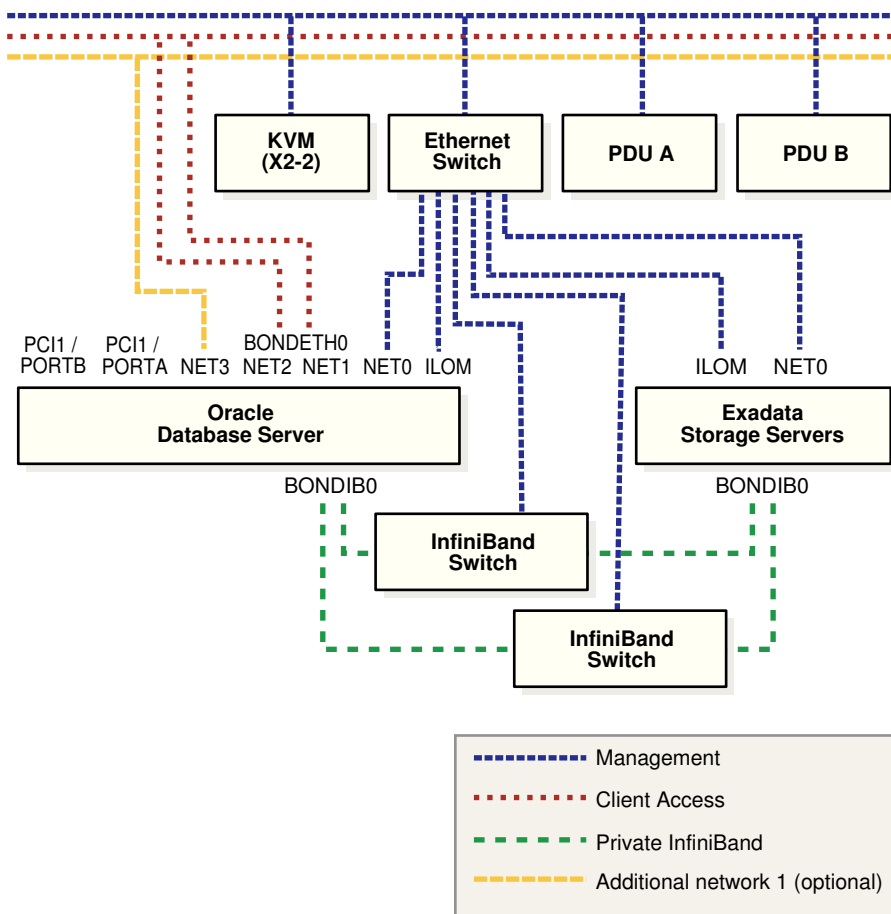 KVM
(X2-2)
Ethernet
Switch
PDU A
PDU B
PCI1 /
PORTB
PCI1 /
PORTA
NET3
BONDETH0
NET2
NET1
NET0
ILOM
ILOM
NET0
Oracle
Database Server
Exadata
Storage Servers
BONDIB0
BONDIB0
InfiniBand
Switch
InfiniBand
Switch
Management
Client Access
Private InfiniBand
Additional network 1 (optional)